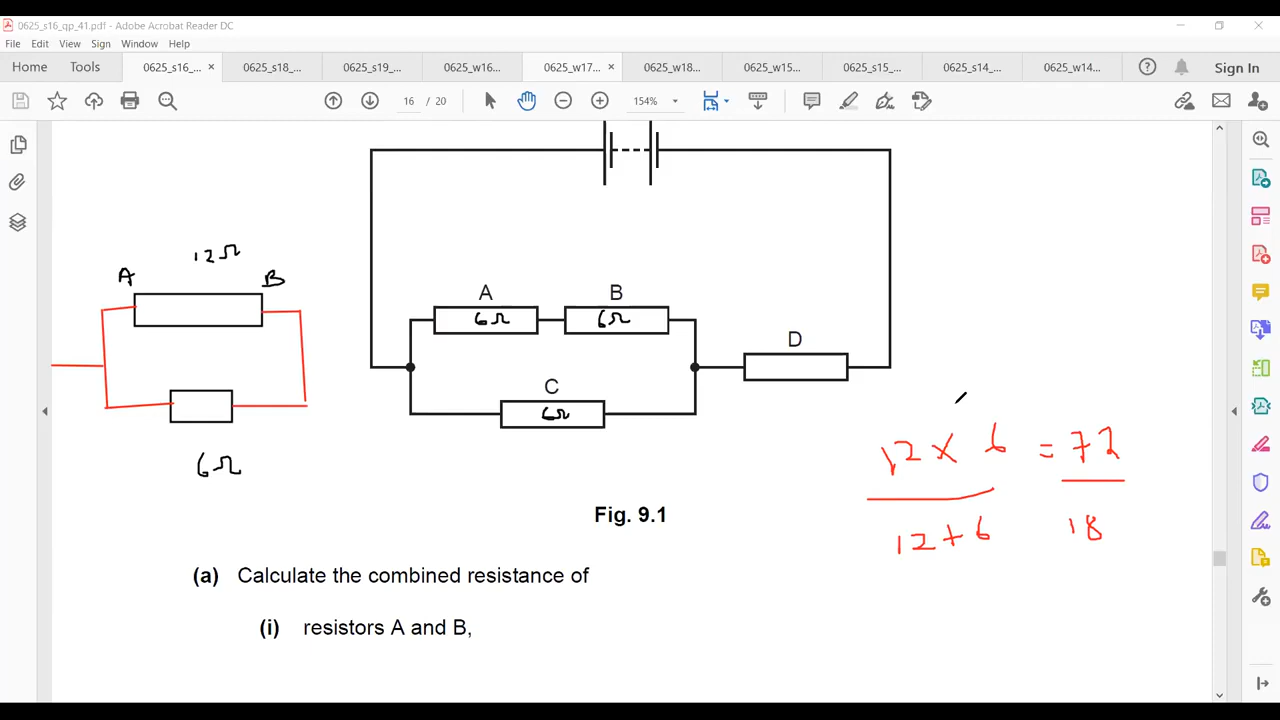 0625_s16_qp_41.pdf - Adobe Acrobat Reader DC
File Edit View Sign Window Help
Home Tools 0625_s16_... × 0625_s18_... 0625_s19_... 0625_w16... 0625_w17... × 0625_w18... 0625_w15... 0625_s15_... 0625_s14_... 0625_w14... Sign In
16 / 20 154%
12Ω
A B
A B
6Ω 6Ω
D
C
6Ω
6Ω
12 × 6 = 72
12 + 6 18
Fig. 9.1
(a) Calculate the combined resistance of
(i) resistors A and B,